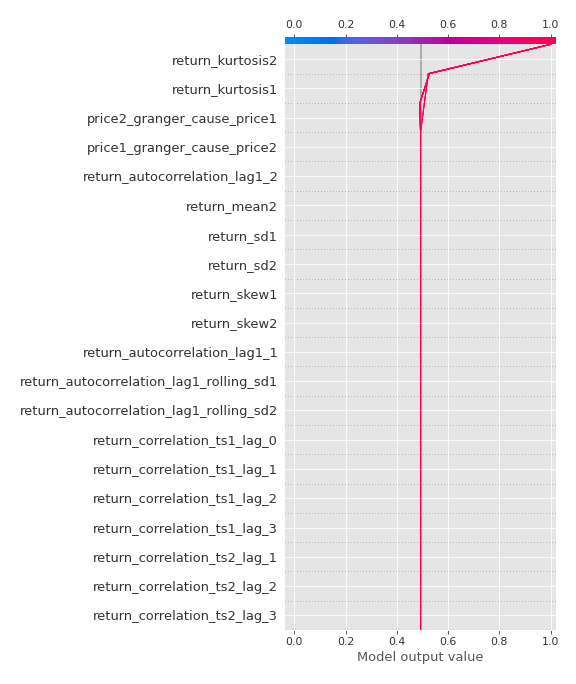 0.0 0.2 0.4 0.6 0.8 1.0
return_kurtosis2
return_kurtosis1
price2_granger_cause_price1
price1_granger_cause_price2
return_autocorrelation_lag1_2
return_mean2
return_sd1
return_sd2
return_skew1
return_skew2
return_autocorrelation_lag1_1
return_autocorrelation_lag1_rolling_sd1
return_autocorrelation_lag1_rolling_sd2
return_correlation_ts1_lag_0
return_correlation_ts1_lag_1
return_correlation_ts1_lag_2
return_correlation_ts1_lag_3
return_correlation_ts2_lag_1
return_correlation_ts2_lag_2
return_correlation_ts2_lag_3
0.0 0.2 0.4 0.6 0.8 1.0
Model output value